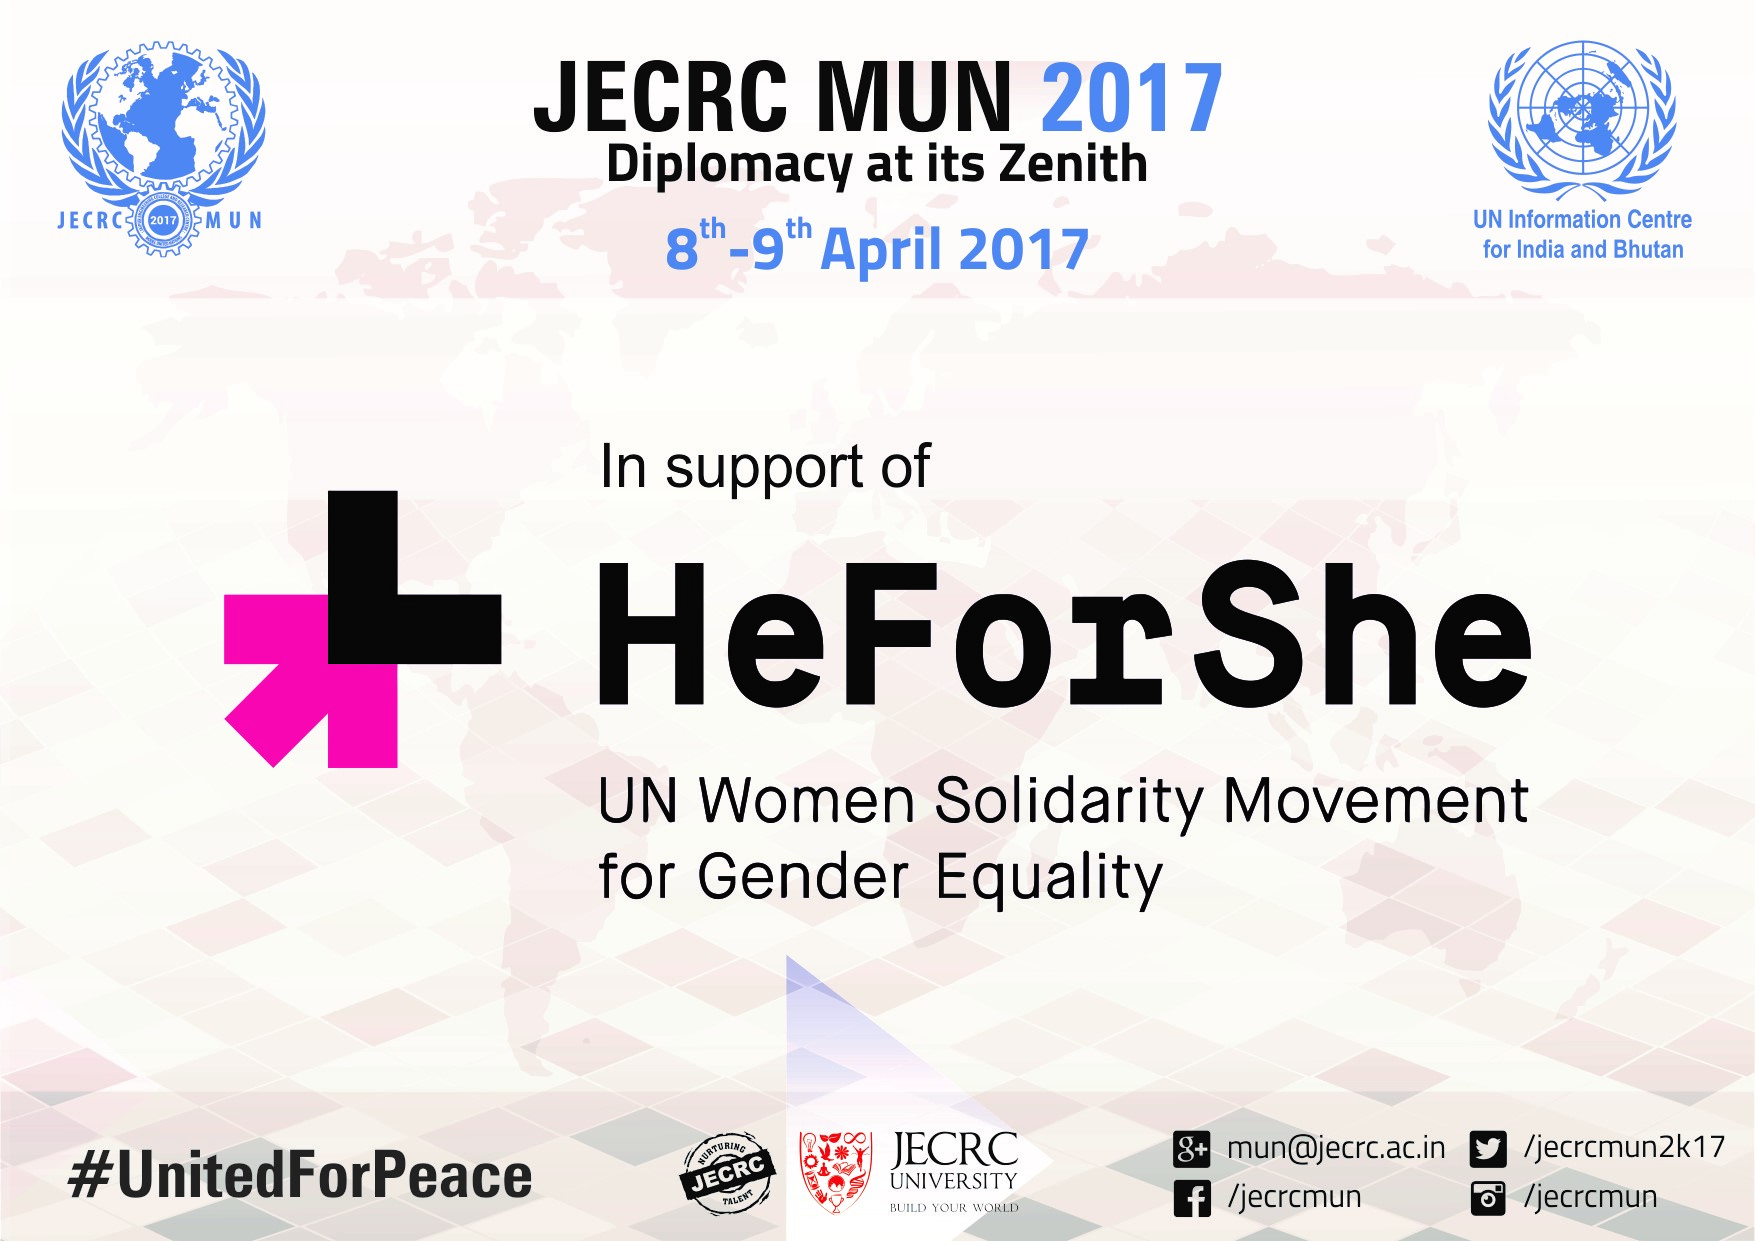 JECRC MUN 2017
Diplomacy at its Zenith
8th-9th April 2017
JECRC 2017 MUN
UN Information Centre
for India and Bhutan
In support of
HeForShe
UN Women Solidarity Movement
for Gender Equality
#UnitedForPeace
NURTURING
JECRC
TALENT
JECRC
UNIVERSITY
BUILD YOUR WORLD
g+ mun@jecrc.ac.in
/jecrcmun2k17
f /jecrcmun
/jecrcmun